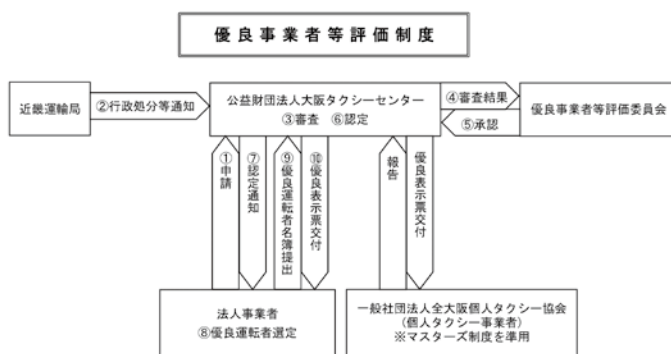 優良事業者等評価制度
近畿運輸局
②行政処分等通知
公益財団法人大阪タクシーセンター
③審査 ⑥認定
④審査結果
⑤承認
優良事業者等評価委員会
①申請
⑦認定通知
⑨優良運転者名簿提出
⑩優良表示票交付
報告
優良表示票交付
法人事業者
⑧優良運転者選定
一般社団法人全大阪個人タクシー協会
(個人タクシー事業者)
※マスターズ制度を準用